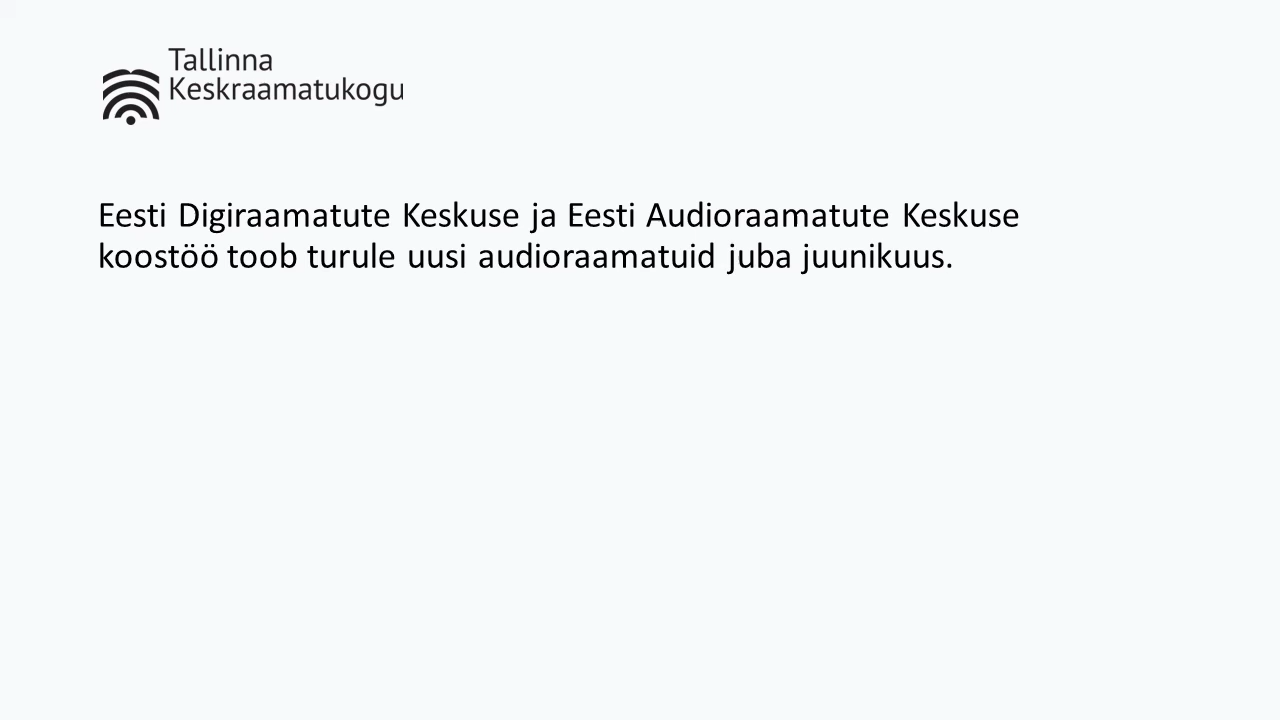 Tallinna
Keskraamatukogu
Eesti Digiraamatute Keskuse ja Eesti Audioraamatute Keskuse
koostöö toob turule uusi audioraamatuid juba juunikuus.